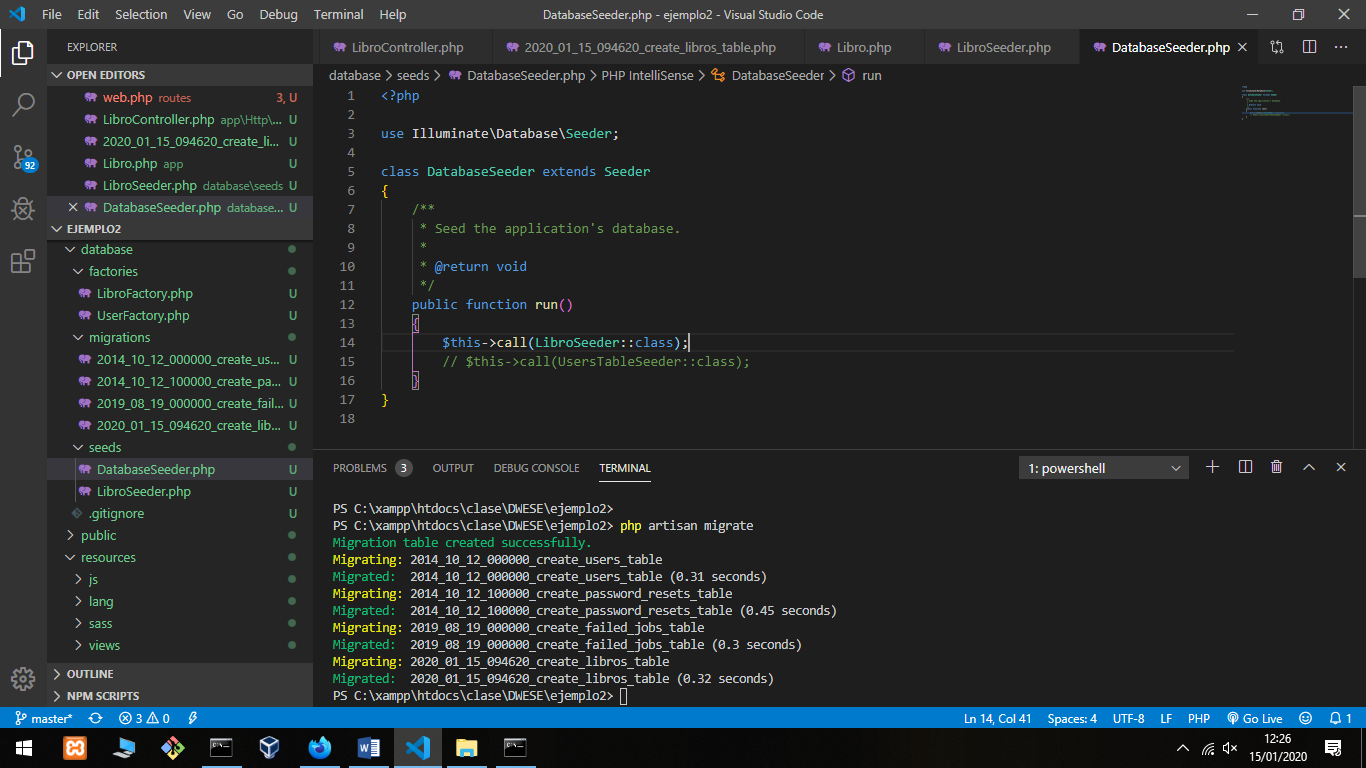 File Edit Selection View Go Debug Terminal Help DatabaseSeeder.php - ejemplo2 - Visual Studio Code
EXPLORER
OPEN EDITORS
web.php routes 3, U
LibroController.php app\Http\... U
2020_01_15_094620_create_li... U
Libro.php app U
LibroSeeder.php database\seeds U
DatabaseSeeder.php database... U
EJEMPLO2
database
factories
LibroFactory.php U
UserFactory.php U
migrations
2014_10_12_000000_create_us... U
2014_10_12_100000_create_pa... U
2019_08_19_000000_create_fail... U
2020_01_15_094620_create_lib... U
seeds
DatabaseSeeder.php U
LibroSeeder.php U
.gitignore U
public
resources
js
lang
sass
views
OUTLINE
NPM SCRIPTS
92
LibroController.php 2020_01_15_094620_create_libros_table.php Libro.php LibroSeeder.php DatabaseSeeder.php
database > seeds > DatabaseSeeder.php > PHP IntelliSense > DatabaseSeeder > run
1 <?php
2
3 use Illuminate\Database\Seeder;
4
5 class DatabaseSeeder extends Seeder
6 {
7 /**
8 * Seed the application's database.
9 *
10 * @return void
11 */
12 public function run()
13 {
14 $this->call(LibroSeeder::class);
15 // $this->call(UsersTableSeeder::class);
16 }
17 }
18
PROBLEMS 3 OUTPUT DEBUG CONSOLE TERMINAL 1: powershell
PS C:\xampp\htdocs\clase\DWESE\ejemplo2>
PS C:\xampp\htdocs\clase\DWESE\ejemplo2> php artisan migrate
Migration table created successfully.
Migrating: 2014_10_12_000000_create_users_table
Migrated: 2014_10_12_000000_create_users_table (0.31 seconds)
Migrating: 2014_10_12_100000_create_password_resets_table
Migrated: 2014_10_12_100000_create_password_resets_table (0.45 seconds)
Migrating: 2019_08_19_000000_create_failed_jobs_table
Migrated: 2019_08_19_000000_create_failed_jobs_table (0.3 seconds)
Migrating: 2020_01_15_094620_create_libros_table
Migrated: 2020_01_15_094620_create_libros_table (0.32 seconds)
PS C:\xampp\htdocs\clase\DWESE\ejemplo2>
master* 3 0 Ln 14, Col 41 Spaces: 4 UTF-8 LF PHP Go Live 1
12:26
15/01/2020